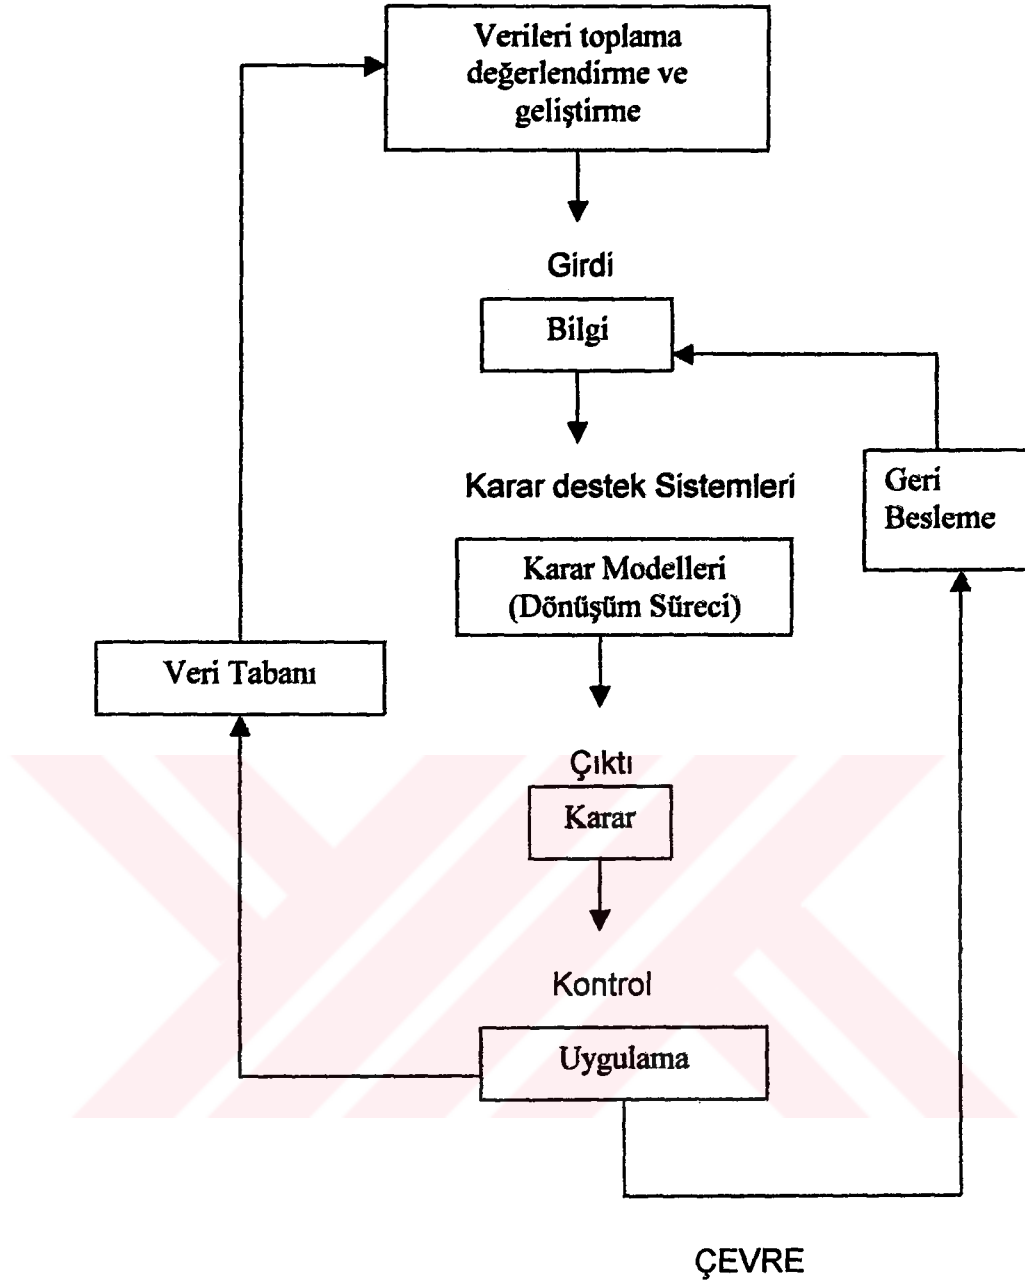 Verileri toplama
değerlendirme ve
geliştirme
Girdi
Bilgi
Karar destek Sistemleri
Geri
Besleme
Karar Modelleri
(Dönüşüm Süreci)
Veri Tabanı
Çıktı
Karar
Kontrol
Uygulama
ÇEVRE